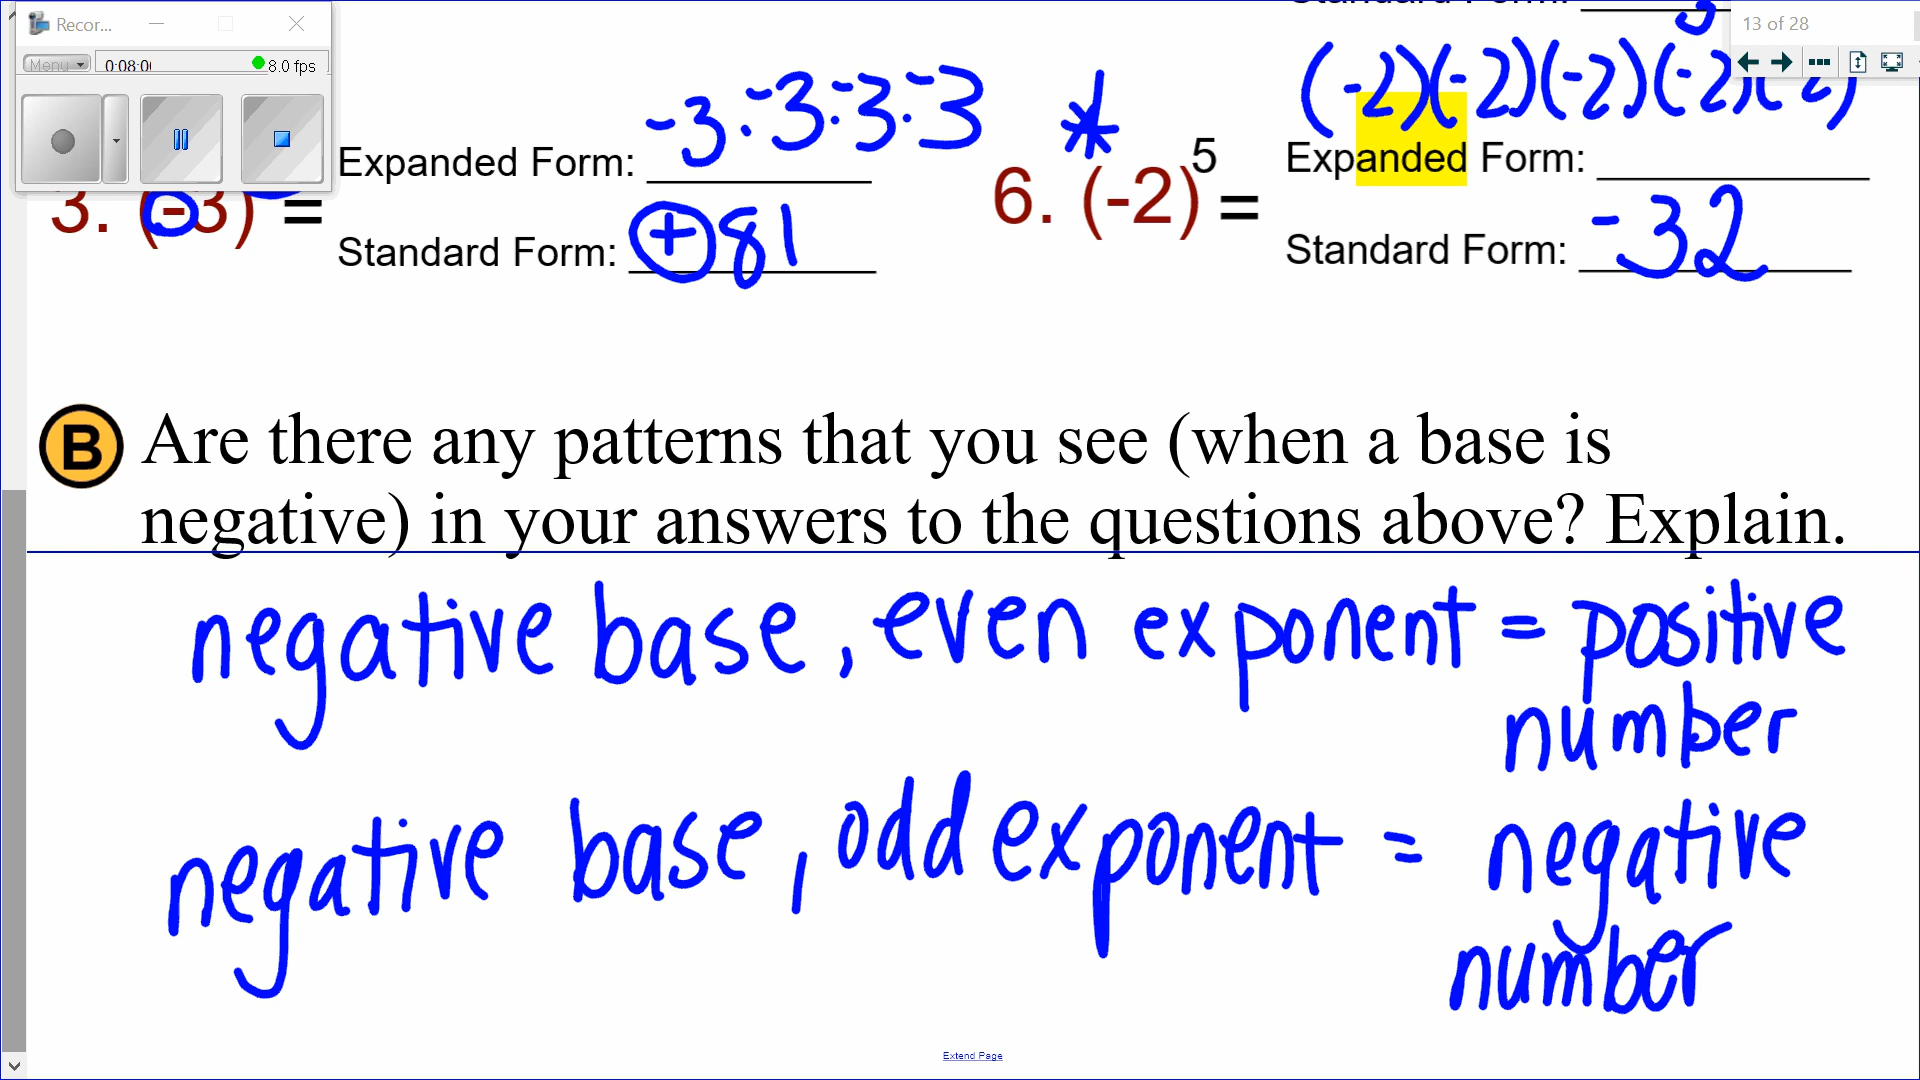 Recor...
13 of 28
Menu
8.0 fps
-3·-3·-3·-3
Expanded Form:
3. (-3) =
Standard Form: +81
*
(-2)(-2)(-2)(-2)(-2)
6. (-2)5 =
Expanded Form:
Standard Form: -32
B Are there any patterns that you see (when a base is
negative) in your answers to the questions above? Explain.
negative base, even exponent = positive
number
negative base, odd exponent = negative
number
Extend Page